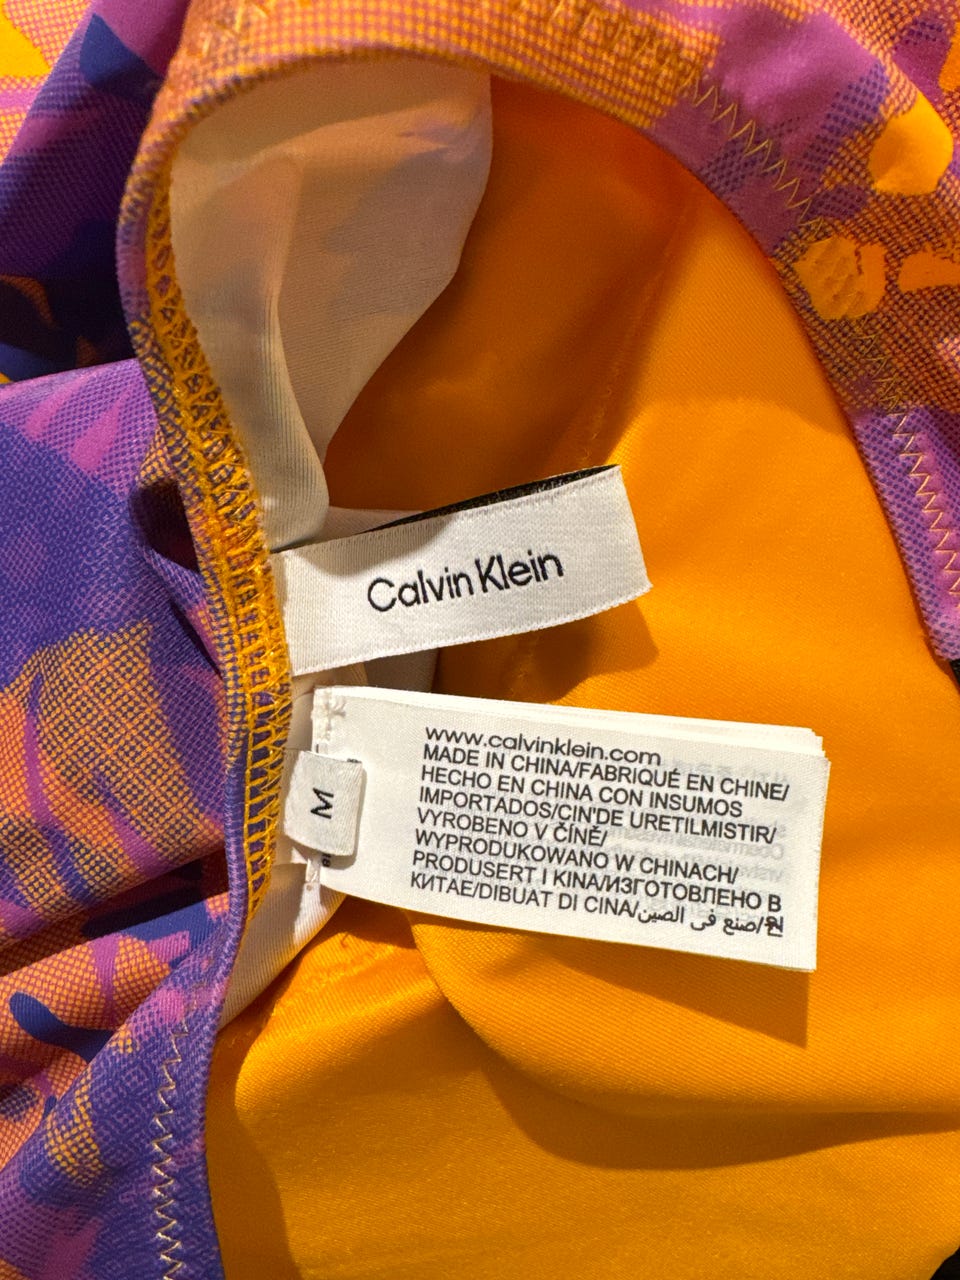 Calvin Klein
M
www.calvinklein.com
MADE IN CHINA/FABRIQUÉ EN CHINE/
HECHO EN CHINA CON INSUMOS
IMPORTADOS/CIN'DE URETILMISTIR/
VYROBENO V ČÍNĚ/
WYPRODUKOWANO W CHINACH/
PRODUSERT I KINA/ИЗГОТОВЛЕНО В
КИТАЕ/DIBUAT DI CINA/صنع في الصين/